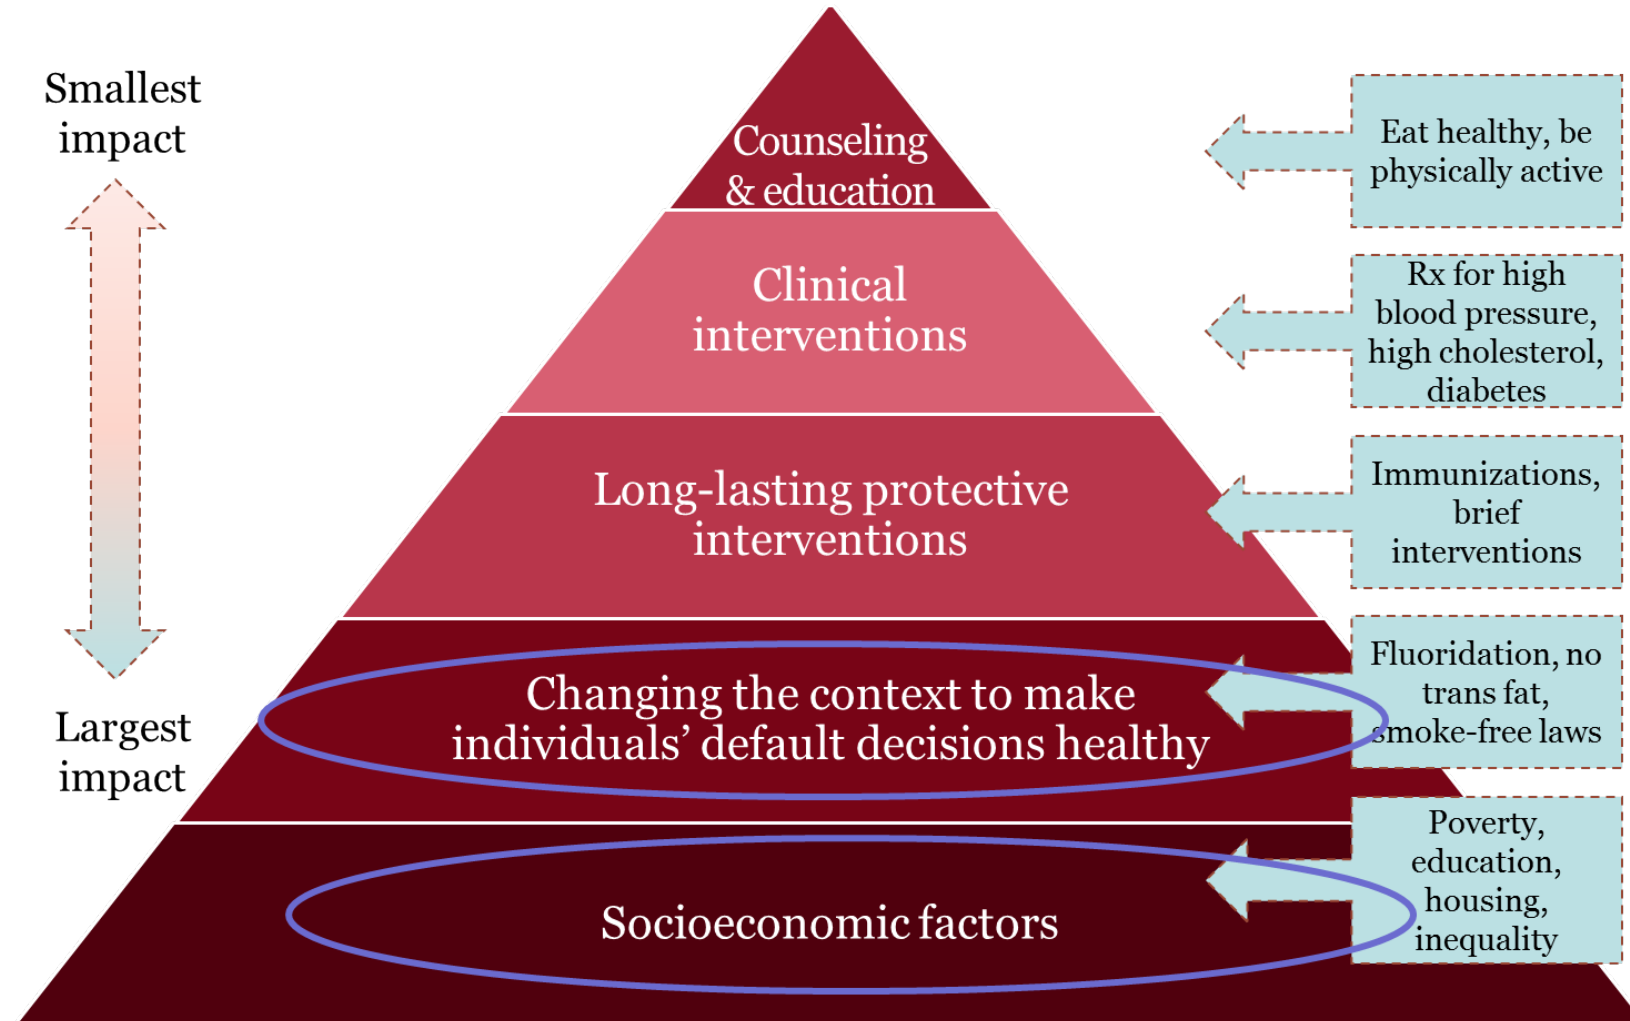 Smallest
impact
Largest
impact
Counseling
& education
Clinical
interventions
Long-lasting protective
interventions
Changing the context to make
individuals’ default decisions healthy
Socioeconomic factors
Eat healthy, be
physically active
Rx for high
blood pressure,
high cholesterol,
diabetes
Immunizations,
brief
interventions
Fluoridation, no
trans fat,
smoke-free laws
Poverty,
education,
housing,
inequality